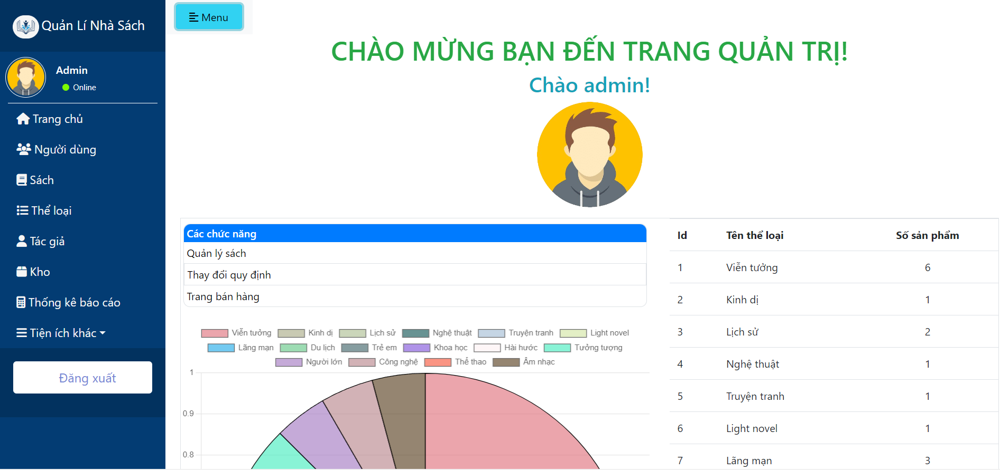 Quản Lí Nhà Sách
Admin
Online
Trang chủ
Người dùng
Sách
Thể loại
Tác giả
Kho
Thống kê báo cáo
Tiện ích khác
Đăng xuất
Menu
CHÀO MỪNG BẠN ĐẾN TRANG QUẢN TRỊ!
Chào admin!
Các chức năng
Quản lý sách
Thay đổi quy định
Trang bán hàng
Viễn tưởng Kinh dị Lịch sử Nghệ thuật Truyện tranh Light novel
Lãng mạn Du lịch Trẻ em Khoa học Hài hước Tưởng tượng
Người lớn Công nghệ Thể thao Âm nhạc
1
0.9
0.8
Id Tên thể loại Số sản phẩm
1 Viễn tưởng 6
2 Kinh dị 1
3 Lịch sử 2
4 Nghệ thuật 1
5 Truyện tranh 1
6 Light novel 1
7 Lãng mạn 3